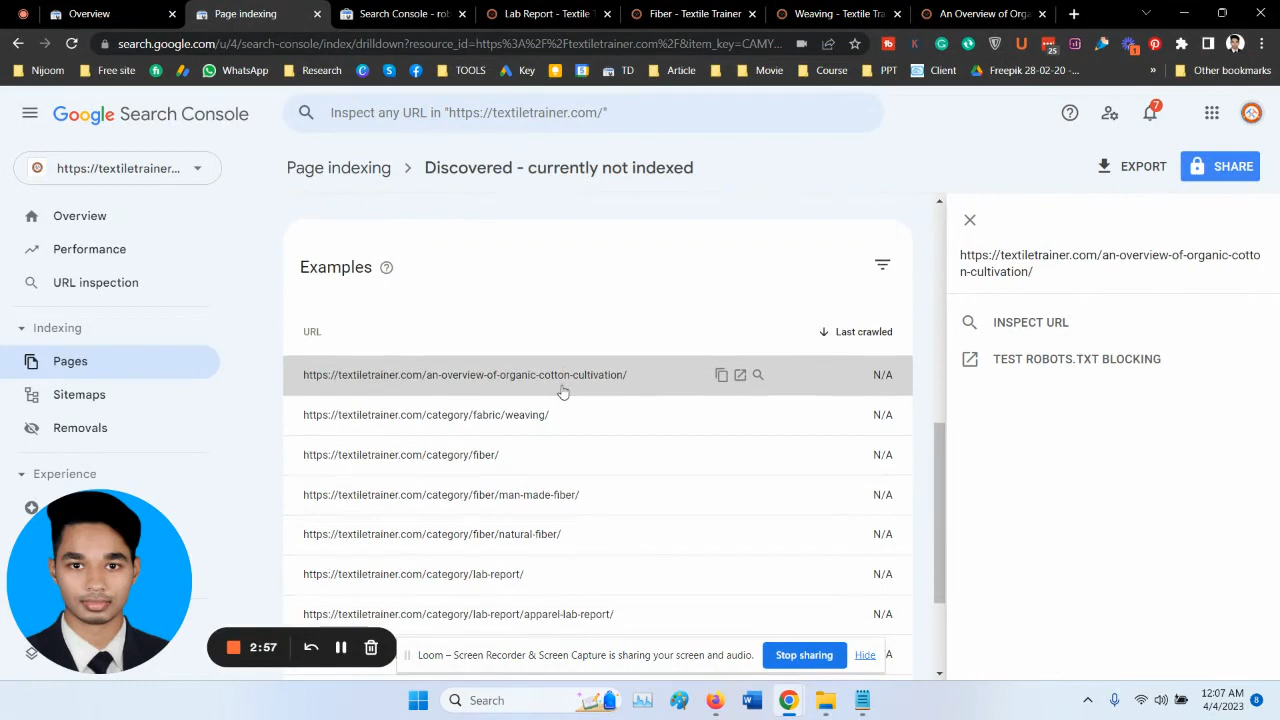 Overview
Page indexing
Search Console - rob
Lab Report - Textile T
Fiber - Textile Trainer
Weaving - Textile Tra
An Overview of Orga
search.google.com/u/4/search-console/index/drilldown?resource_id=https%3A%2F%2Ftextiletrainer.com%2F&item_key=CAMY...
25
1
Nijoom
Free site
WhatsApp
Research
TOOLS
Key
TD
Article
Movie
Course
PPT
Client
Freepik 28-02-20 -...
»
Other bookmarks
Google Search Console
Inspect any URL in "https://textiletrainer.com/"
7
https://textiletrainer...
Page indexing > Discovered - currently not indexed
EXPORT
SHARE
Overview
Performance
URL inspection
Indexing
Pages
Sitemaps
Removals
Experience
Examples
URL
Last crawled
https://textiletrainer.com/an-overview-of-organic-cotton-cultivation/
N/A
https://textiletrainer.com/category/fabric/weaving/
N/A
https://textiletrainer.com/category/fiber/
N/A
https://textiletrainer.com/category/fiber/man-made-fiber/
N/A
https://textiletrainer.com/category/fiber/natural-fiber/
N/A
https://textiletrainer.com/category/lab-report/
N/A
https://textiletrainer.com/category/lab-report/apparel-lab-report/
N/A
https://textiletrainer.com/an-overview-of-organic-cotto
n-cultivation/
INSPECT URL
TEST ROBOTS.TXT BLOCKING
2:57
Loom – Screen Recorder & Screen Capture is sharing your screen and audio.
Stop sharing
Hide
Search
12:07 AM
4/4/2023
8